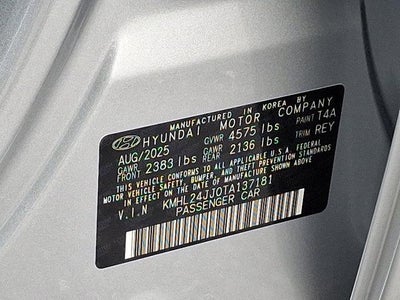 MANUFACTURED IN KOREA BY
HYUNDAI MOTOR COMPANY
AUG/2025 GVWR 4575 lbs PAINT T4A
GAWR FRONT 2383 lbs GAWR REAR 2136 lbs TRIM REY
THIS VEHICLE CONFORMS TO ALL APPLICABLE U.S.A FEDERAL
MOTOR VEHICLE SAFETY, BUMPER, AND THEFT PREVENTION STANDARDS
IN EFFECT ON THE DATE OF MANUFACTURE SHOWN ABOVE.
V.I.N KMHL24JJ0TA137181
PASSENGER CAR